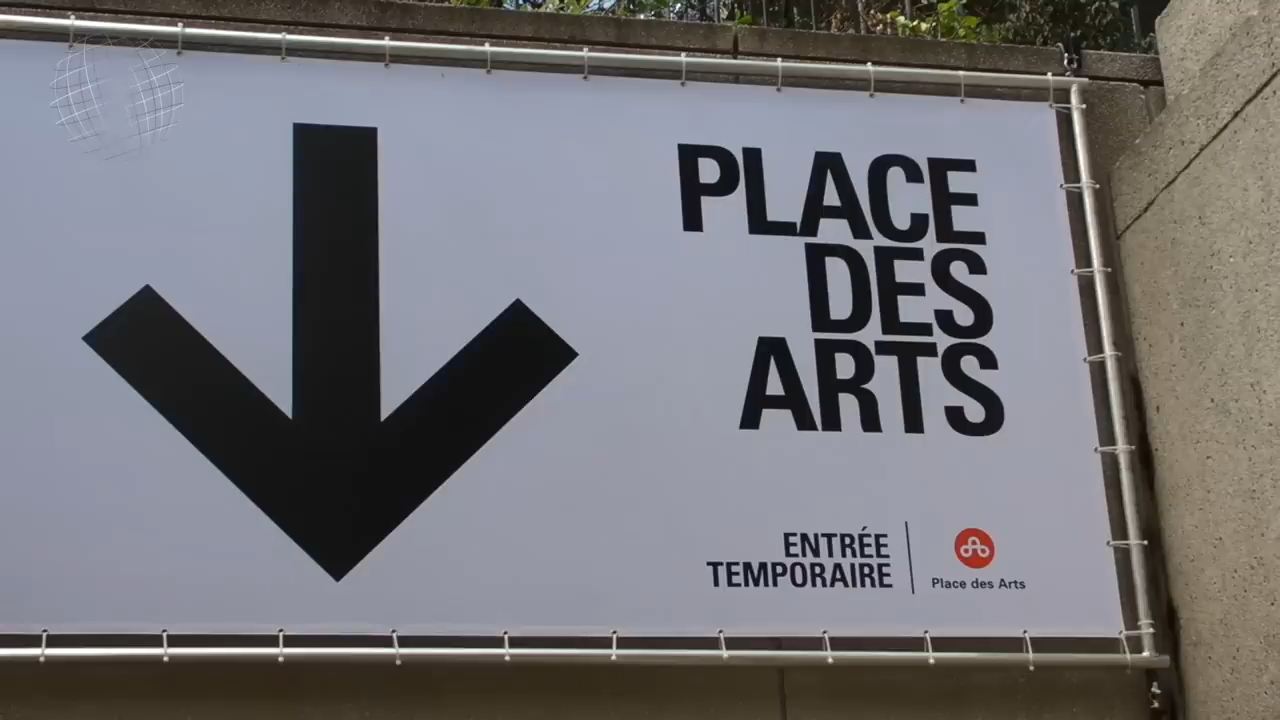 PLACE
DES
ARTS
ENTRÉE
TEMPORAIRE
Place des Arts